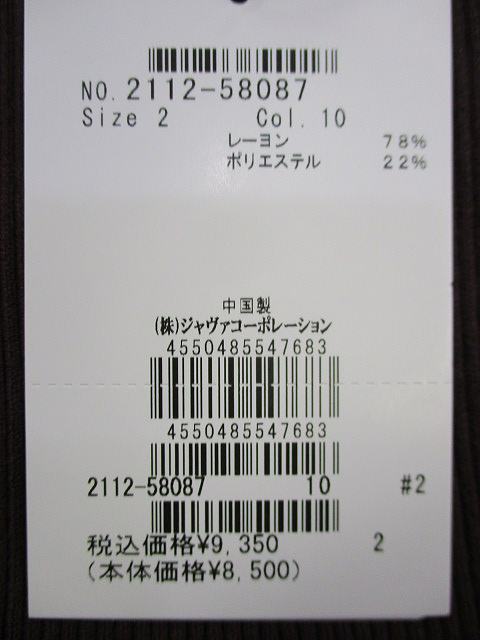 NO. 2112-58087
Size 2 Col. 10
レーヨン 78%
ポリエステル 22%
中国製
(株)ジャヴァコーポレーション
4550485547683
4550485547683
2112-58087 10 #2
税込価格¥9,350 2
(本体価格¥8,500)